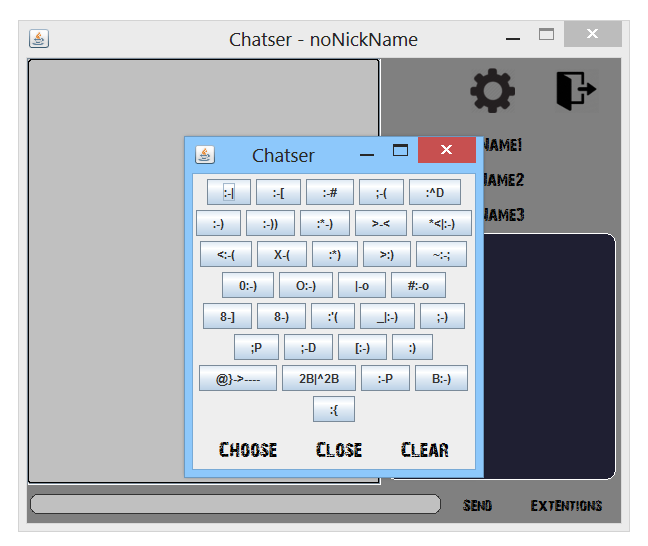 Chatser - noNickName
NAME1
NAME2
NAME3
Chatser
:-| :-[ :-# ;-( :^D
:-) :-)) :*-) >-< *<|:-)
<:-( X-( :*) >:) ~:-;
0:-) O:-) |-o #:-o
8-] 8-) :'( _|:-) ;-)
;P ;-D [:-) :)
@}->---- 2B|^2B :-P B:-)
:{
CHOOSE CLOSE CLEAR
SEND EXTENTIONS